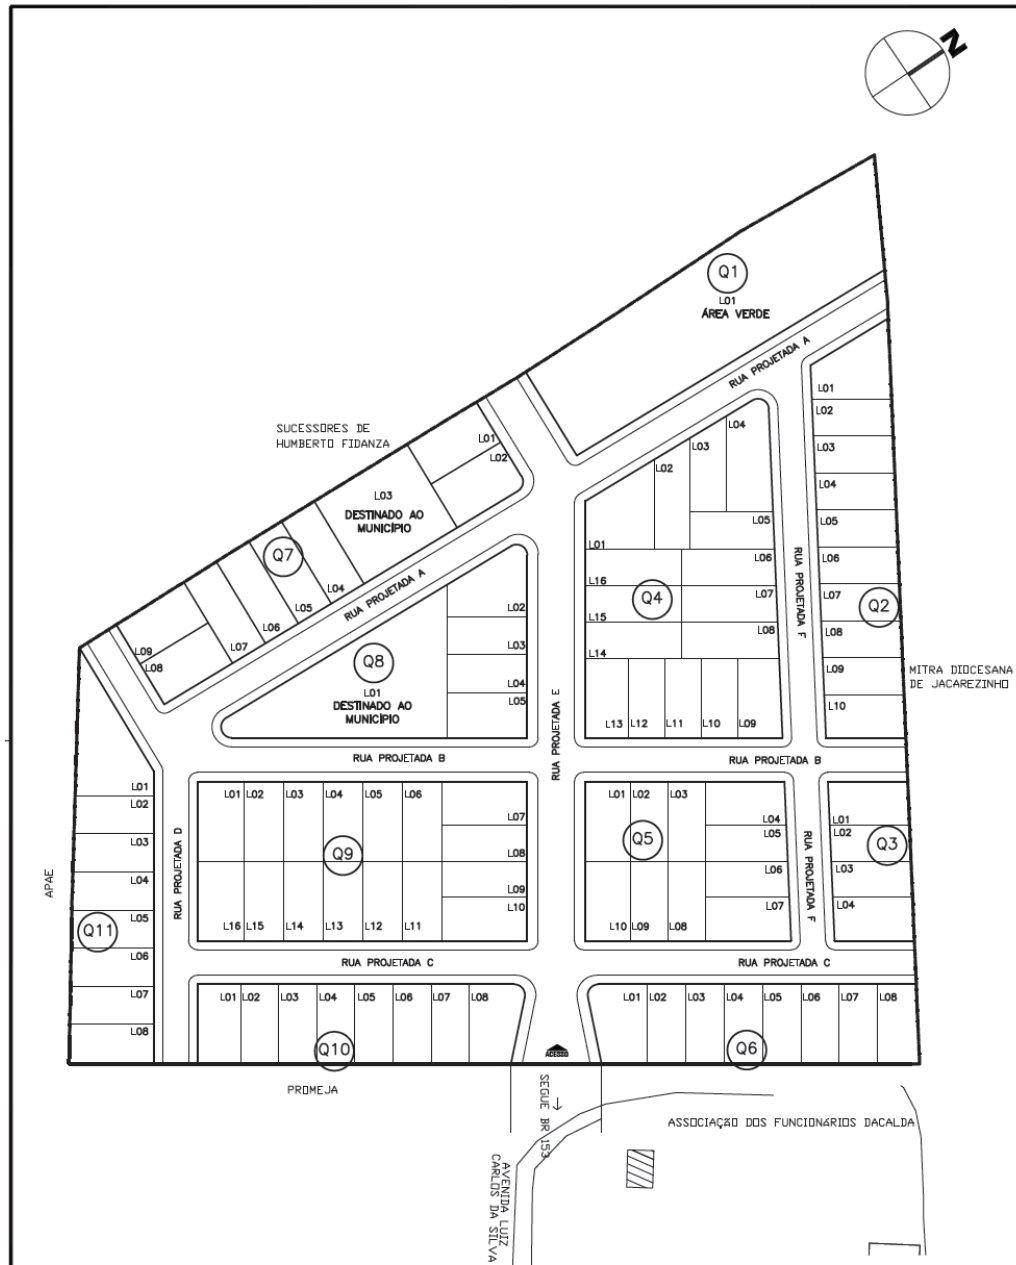 N
Q1
L01
ÁREA VERDE
RUA PROJETADA A
L01
L02
L03
L04
L05
L06
L07
L08
L09
L10
Q2
RUA PROJETADA F
MITRA DIOCESANA
DE JACAREZINHO
SUCESSORES DE
HUMBERTO FIDANZA
L01
L02
L03
DESTINADO AO
MUNICÍPIO
Q7
L04
L05
L06
L07
L09
L08
RUA PROJETADA A
L04
L03
L02
L05
L01
L06
L16
Q4
L07
L15
L08
L14
L13
L12
L11
L10
L09
Q8
L01
DESTINADO AO
MUNICÍPIO
L02
L03
L04
L05
RUA PROJETADA E
RUA PROJETADA B
RUA PROJETADA B
L01
L02
L03
L04
L05
L06
L07
L08
L09
L10
Q9
L16
L15
L14
L13
L12
L11
L01
L02
L03
L04
L05
L06
L07
Q5
L10
L09
L08
RUA PROJETADA F
L01
L02
L03
L04
Q3
RUA PROJETADA D
APAE
L01
L02
L03
L04
L05
Q11
L06
L07
L08
RUA PROJETADA C
RUA PROJETADA C
L01
L02
L03
L04
L05
L06
L07
L08
Q10
L01
L02
L03
L04
L05
L06
L07
L08
Q6
ACESSO
PROMEJA
SEGUE BR 153
ASSOCIAÇÃO DOS FUNCIONÁRIOS DACALDA
AVENIDA LUIZ
CARLOS DA SILVA